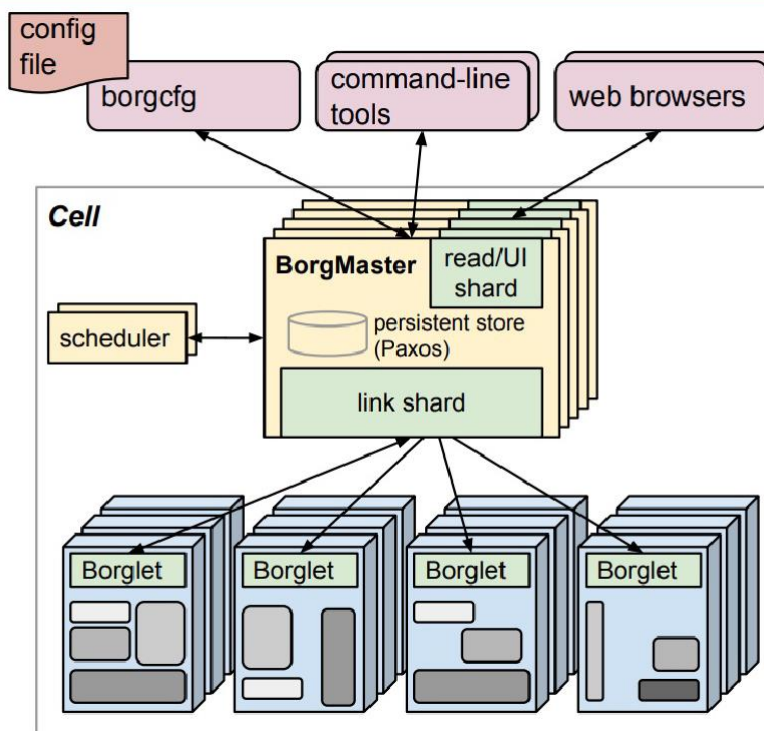 config
file
borgcfg
command-line
tools
web browsers
Cell
BorgMaster
read/UI
shard
persistent store
(Paxos)
scheduler
link shard
Borglet
Borglet
Borglet
Borglet